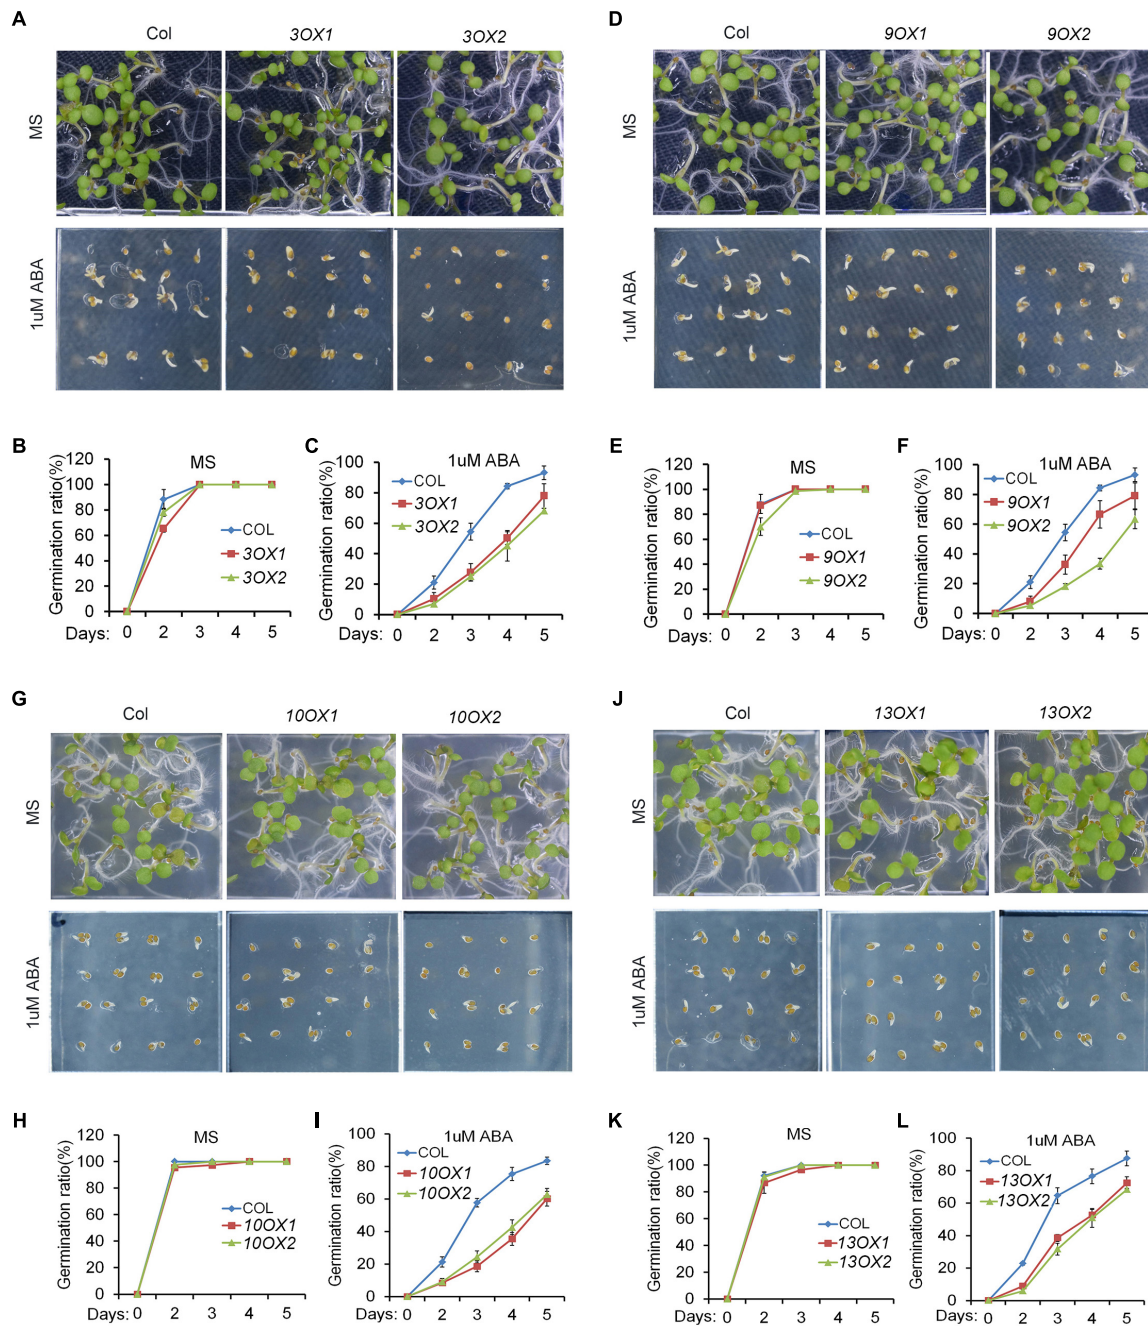 A
Col
3OX1
3OX2
MS
1uM ABA
D
Col
9OX1
9OX2
MS
1uM ABA
B
MS
Germination ratio(%)
120
100
80
60
40
20
0
COL
3OX1
3OX2
Days: 0 2 3 4 5
C
1uM ABA
Germination ratio(%)
100
80
60
40
20
0
COL
3OX1
3OX2
Days: 0 2 3 4 5
E
MS
Germination ratio(%)
120
100
80
60
40
20
0
COL
9OX1
9OX2
Days: 0 2 3 4 5
F
1uM ABA
Germination ratio(%)
100
80
60
40
20
0
COL
9OX1
9OX2
Days: 0 2 3 4 5
G
Col
10OX1
10OX2
MS
1uM ABA
J
Col
13OX1
13OX2
MS
1uM ABA
H
MS
Germination ratio(%)
120
100
80
60
40
20
0
COL
10OX1
10OX2
Days: 0 2 3 4 5
I
1uM ABA
Germination ratio(%)
100
80
60
40
20
0
COL
10OX1
10OX2
Days: 0 2 3 4 5
K
MS
Germination ratio(%)
120
100
80
60
40
20
0
COL
13OX1
13OX2
Days: 0 2 3 4 5
L
1uM ABA
Germination ratio(%)
100
80
60
40
20
0
COL
13OX1
13OX2
Days: 0 2 3 4 5